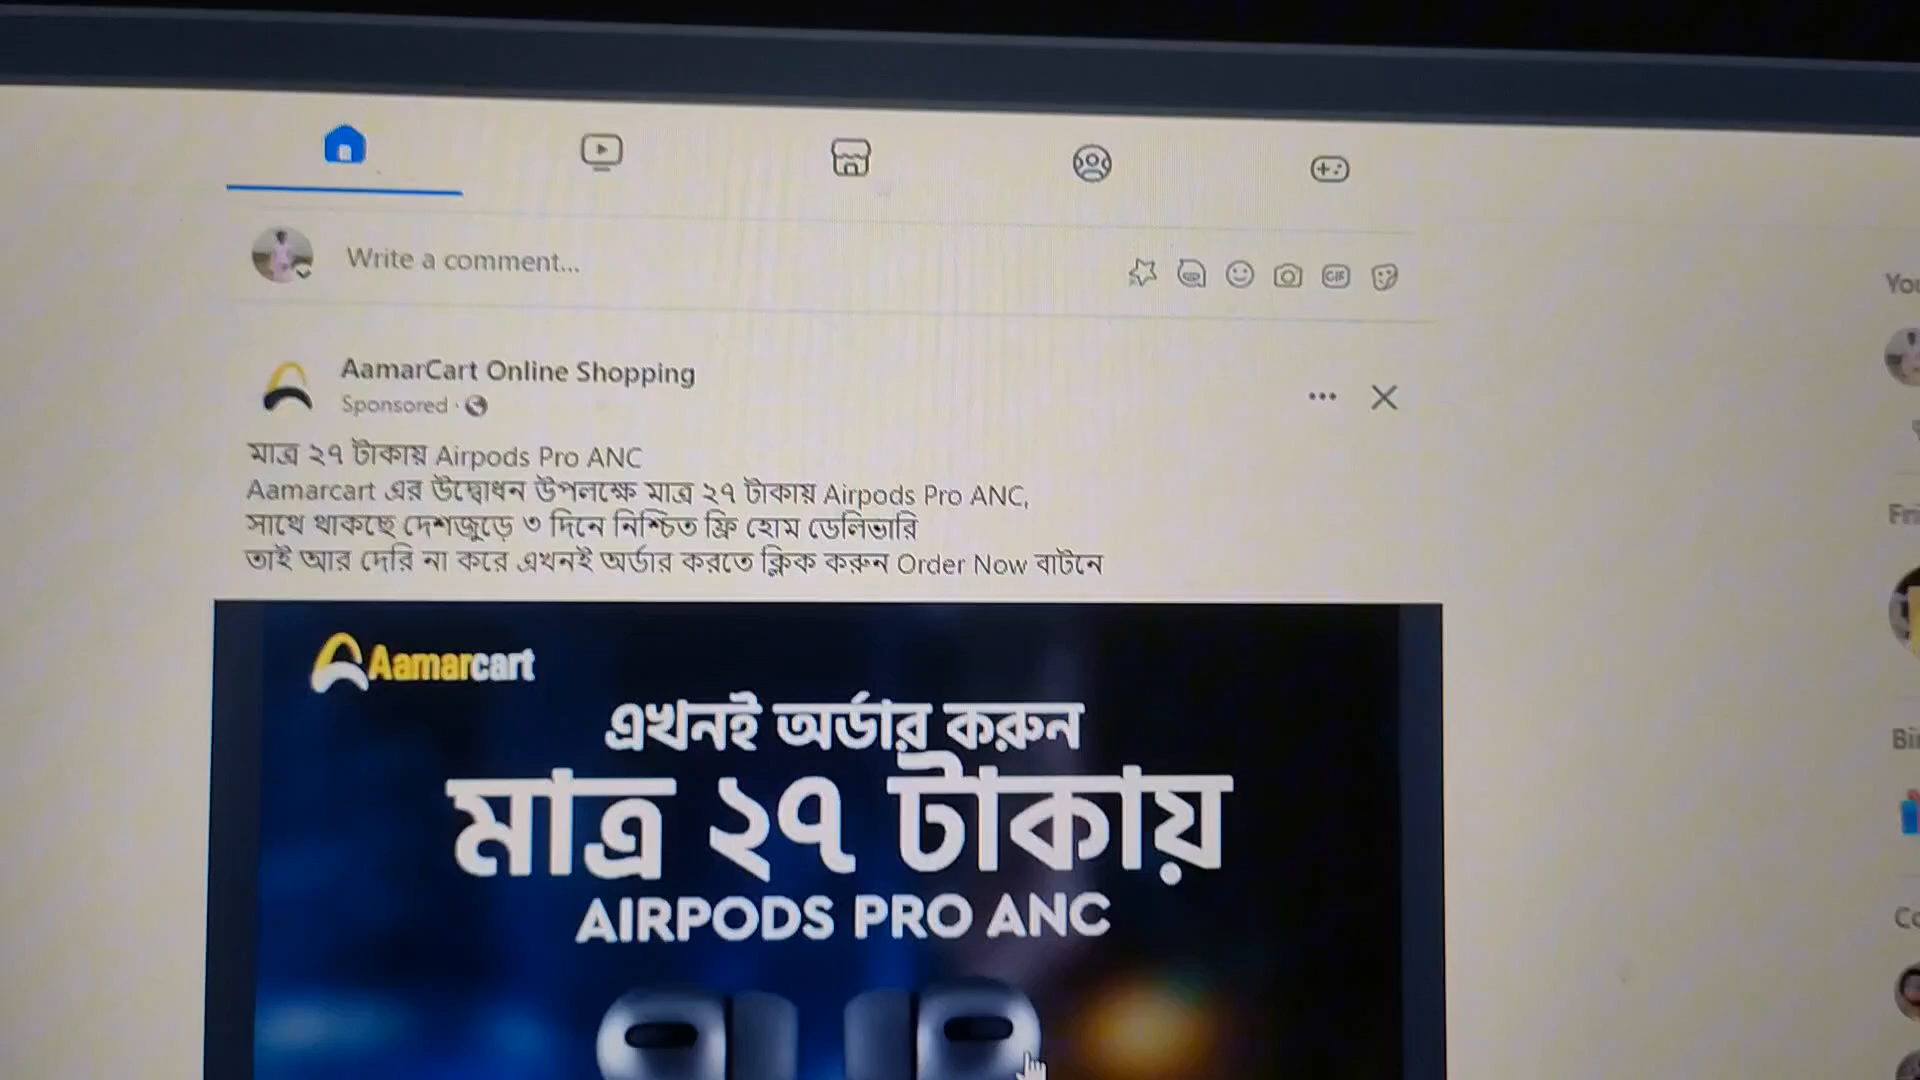 Write a comment...
GIF
AamarCart Online Shopping
Sponsored ·
মাত্র ২৭ টাকায় Airpods Pro ANC
Aamarcart এর উদ্বোধন উপলক্ষে মাত্র ২৭ টাকায় Airpods Pro ANC,
সাথে থাকছে দেশজুড়ে ৩ দিনে নিশ্চিত ফ্রি হোম ডেলিভারি
তাই আর দেরি না করে এখনই অর্ডার করতে ক্লিক করুন Order Now বাটনে
Aamarcart
এখনই অর্ডার করুন
মাত্র ২৭ টাকায়
AIRPODS PRO ANC